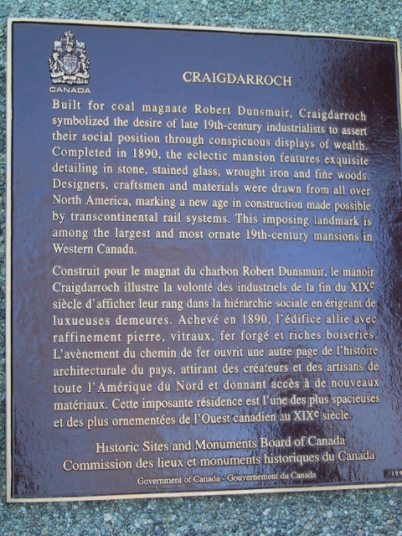 CANADA
CRAIGDARROCH
Built for coal magnate Robert Dunsmuir, Craigdarroch
symbolized the desire of late 19th-century industrialists to assert
their social position through conspicuous displays of wealth.
Completed in 1890, the eclectic mansion features exquisite
detailing in stone, stained glass, wrought iron and fine woods.
Designers, craftsmen and materials were drawn from all over
North America, marking a new age in construction made possible
by transcontinental rail systems. This imposing landmark is
among the largest and most ornate 19th-century mansions in
Western Canada.
Construit pour le magnat du charbon Robert Dunsmuir, le manoir
Craigdarroch illustre la volonté des industriels de la fin du XIXe
siècle d'afficher leur rang dans la hiérarchie sociale en érigeant de
luxueuses demeures. Achevé en 1890, l'édifice allie avec
raffinement pierre, vitraux, fer forgé et riches boiseries.
L'avènement du chemin de fer ouvrit une autre page de l'histoire
architecturale du pays, attirant des créateurs et des artisans de
toute l'Amérique du Nord et donnant accès à de nouveaux
matériaux. Cette imposante résidence est l'une des plus spacieuses
et des plus ornementées de l'Ouest canadien au XIXe siècle.
Historic Sites and Monuments Board of Canada
Commission des lieux et monuments historiques du Canada
Government of Canada - Gouvernement du Canada